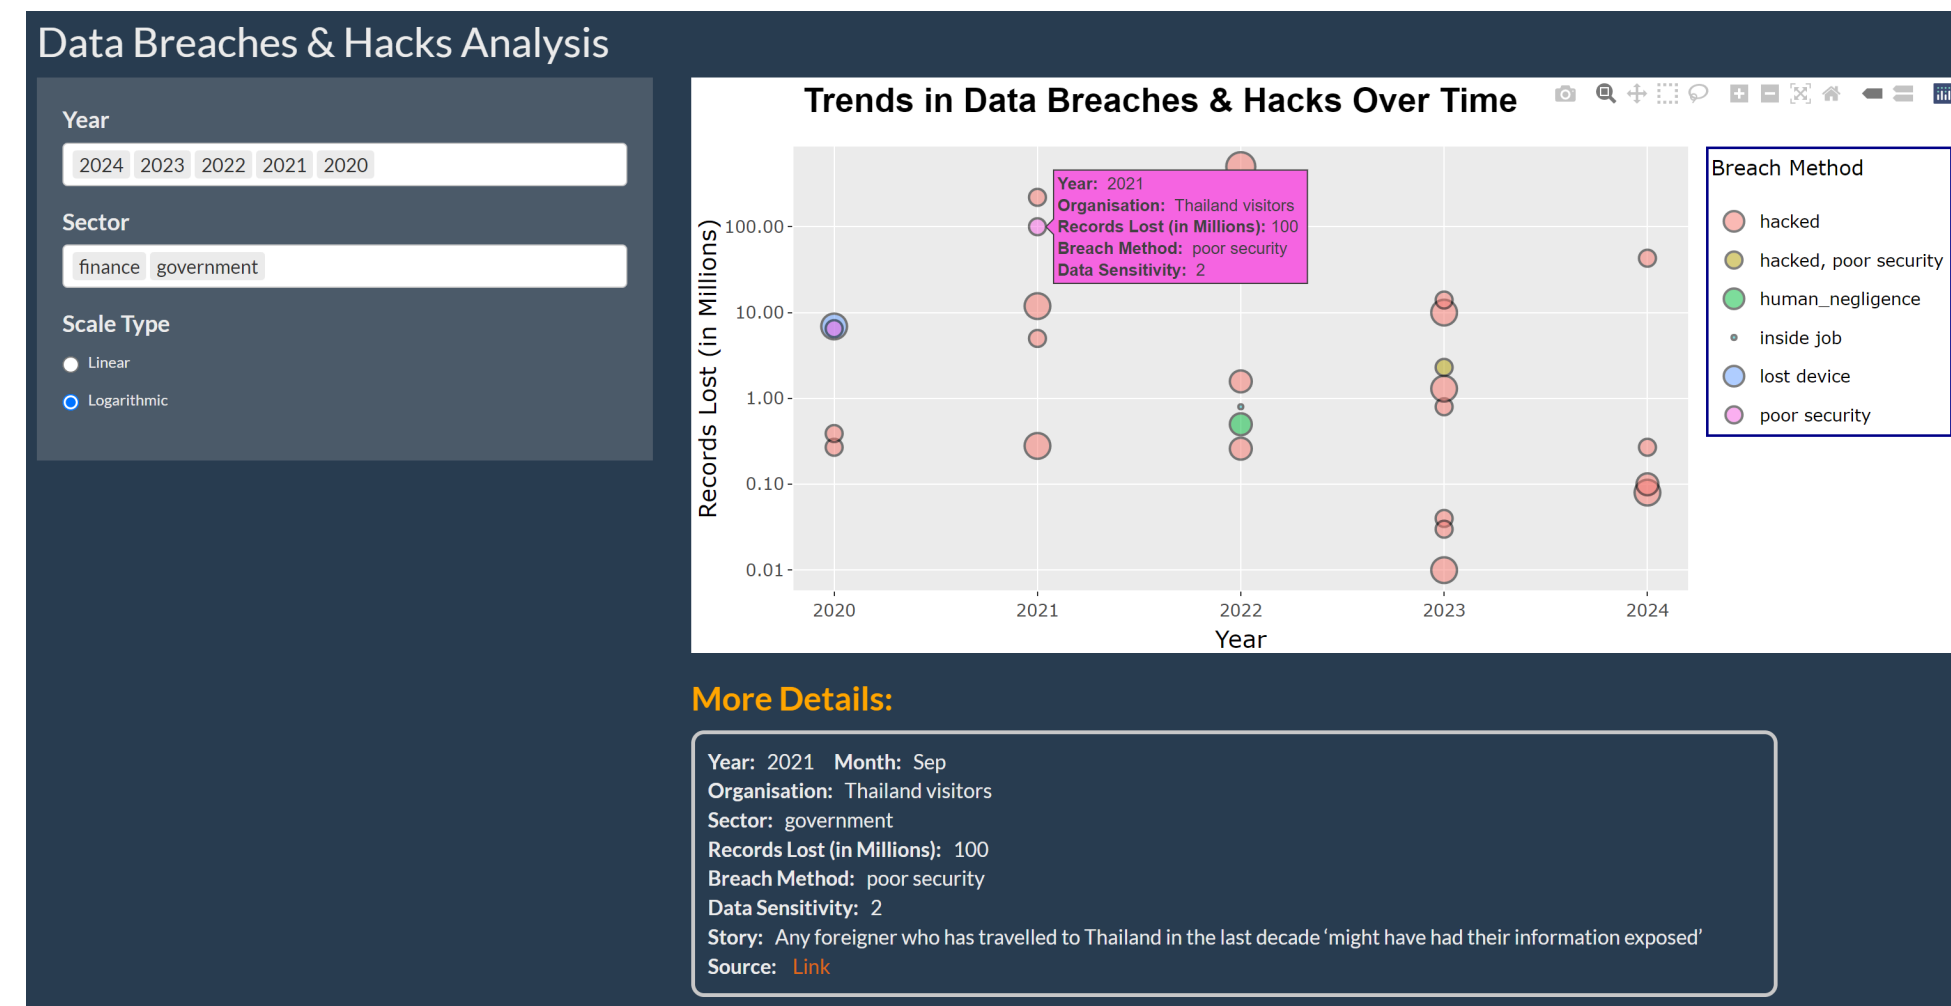 Data Breaches & Hacks Analysis
Year
2024 2023 2022 2021 2020
Sector
finance government
Scale Type
Linear
Logarithmic
Trends in Data Breaches & Hacks Over Time
Records Lost (in Millions)
100.00
10.00
1.00
0.10
0.01
Year: 2021
Organisation: Thailand visitors
Records Lost (in Millions): 100
Breach Method: poor security
Data Sensitivity: 2
2020 2021 2022 2023 2024
Year
Breach Method
hacked
hacked, poor security
human_negligence
inside job
lost device
poor security
More Details:
Year: 2021 Month: Sep
Organisation: Thailand visitors
Sector: government
Records Lost (in Millions): 100
Breach Method: poor security
Data Sensitivity: 2
Story: Any foreigner who has travelled to Thailand in the last decade ‘might have had their information exposed’
Source: Link